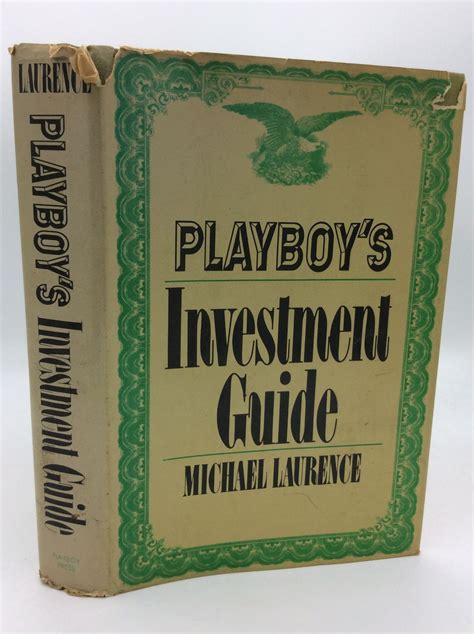 LAURENCE
PLAYBOY'S
Investment Guide
PLAYBOY
PRESS
PLAYBOY'S
Investment
Guide
MICHAEL LAURENCE